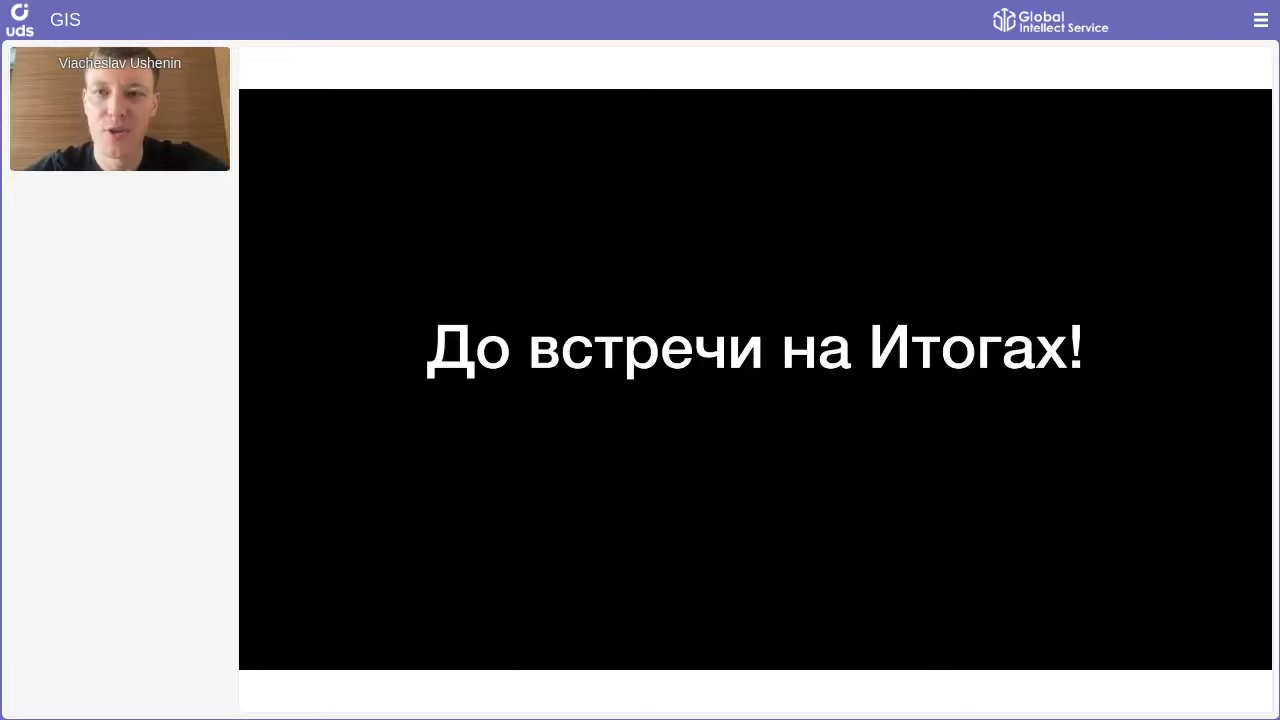 uds
GIS
Global
Intellect Service
Viacheslav Ushenin
До встречи на Итогах!